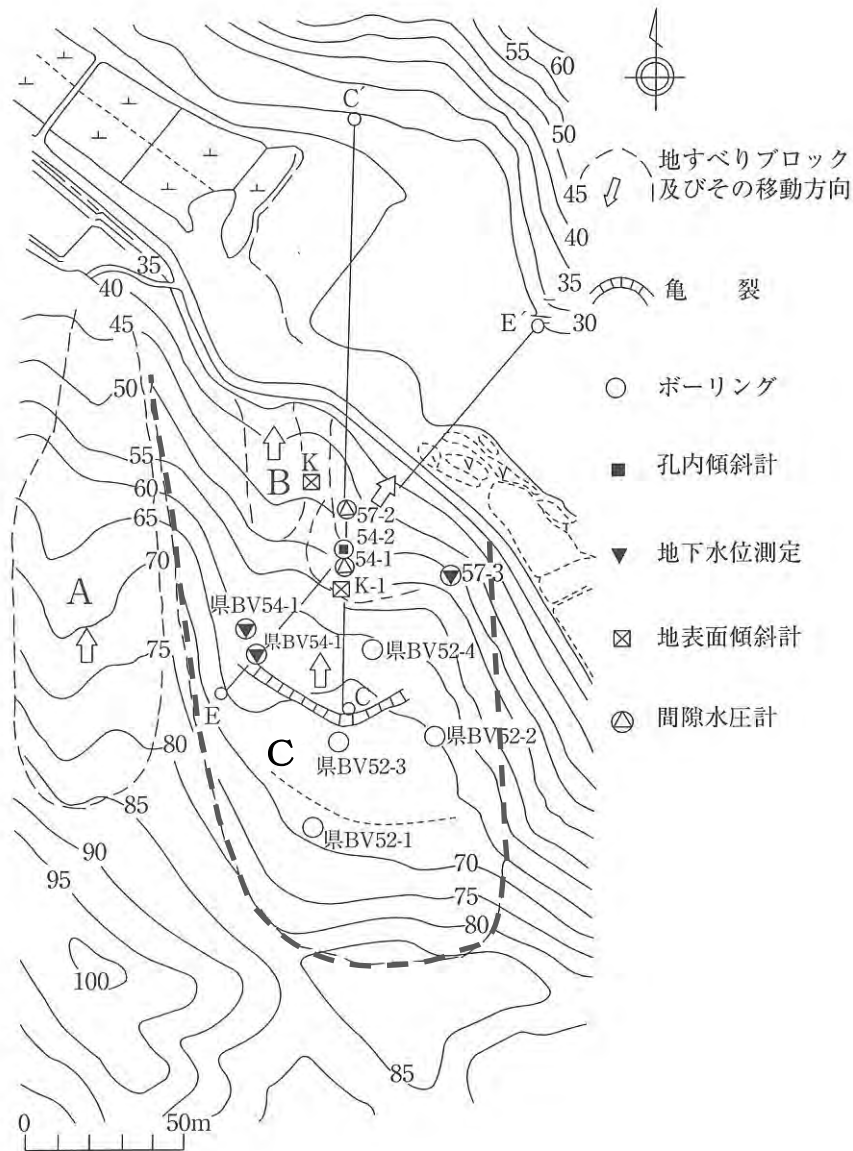 55
60
50
45
40
35
30
C′
E′
35
40
45
50
55
60
65
70
75
80
85
90
95
100
A
B
K
57-2
54-2
54-1
K-1
57-3
県BV54-1
県BV54-1
県BV52-4
E
C
県BV52-2
C
県BV52-3
県BV52-1
70
75
80
85
0 50m
地すべりブロック
及びその移動方向
亀 裂
ボーリング
孔内傾斜計
地下水位測定
地表面傾斜計
間隙水圧計